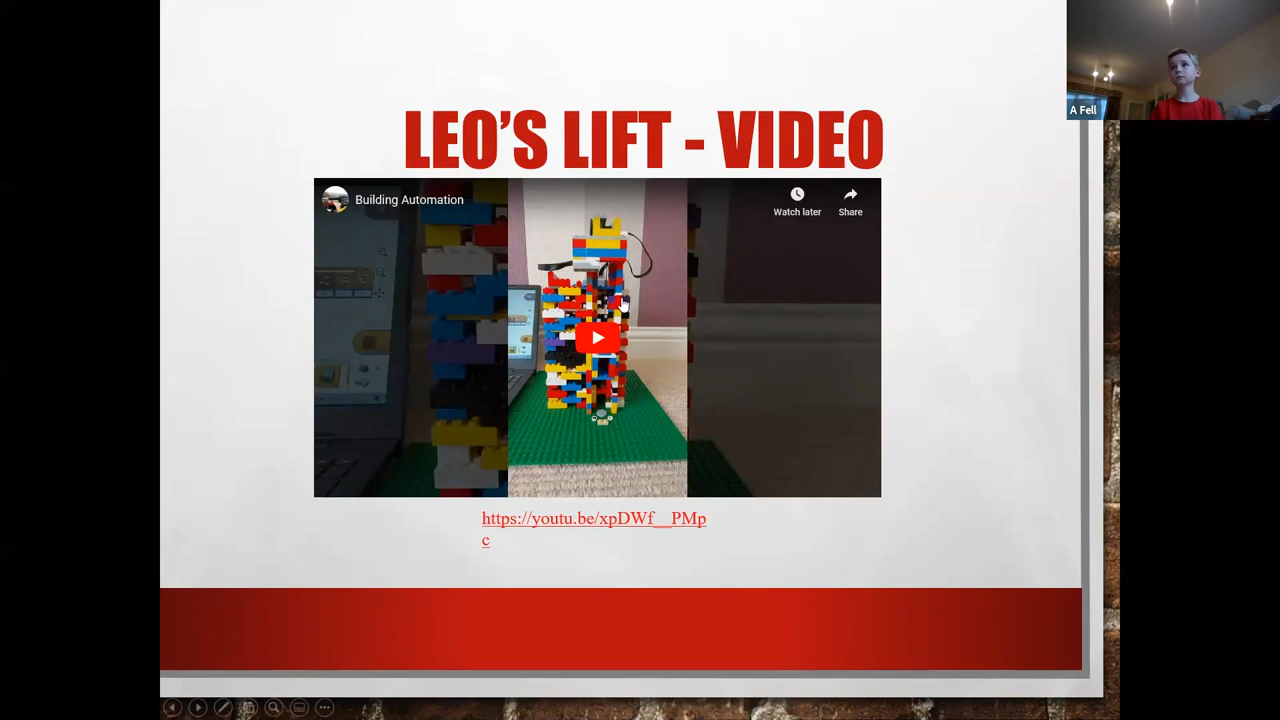 A Fell
LEO'S LIFT - VIDEO
Building Automation
Watch later
Share
https://youtu.be/xpDWf__PMp
c